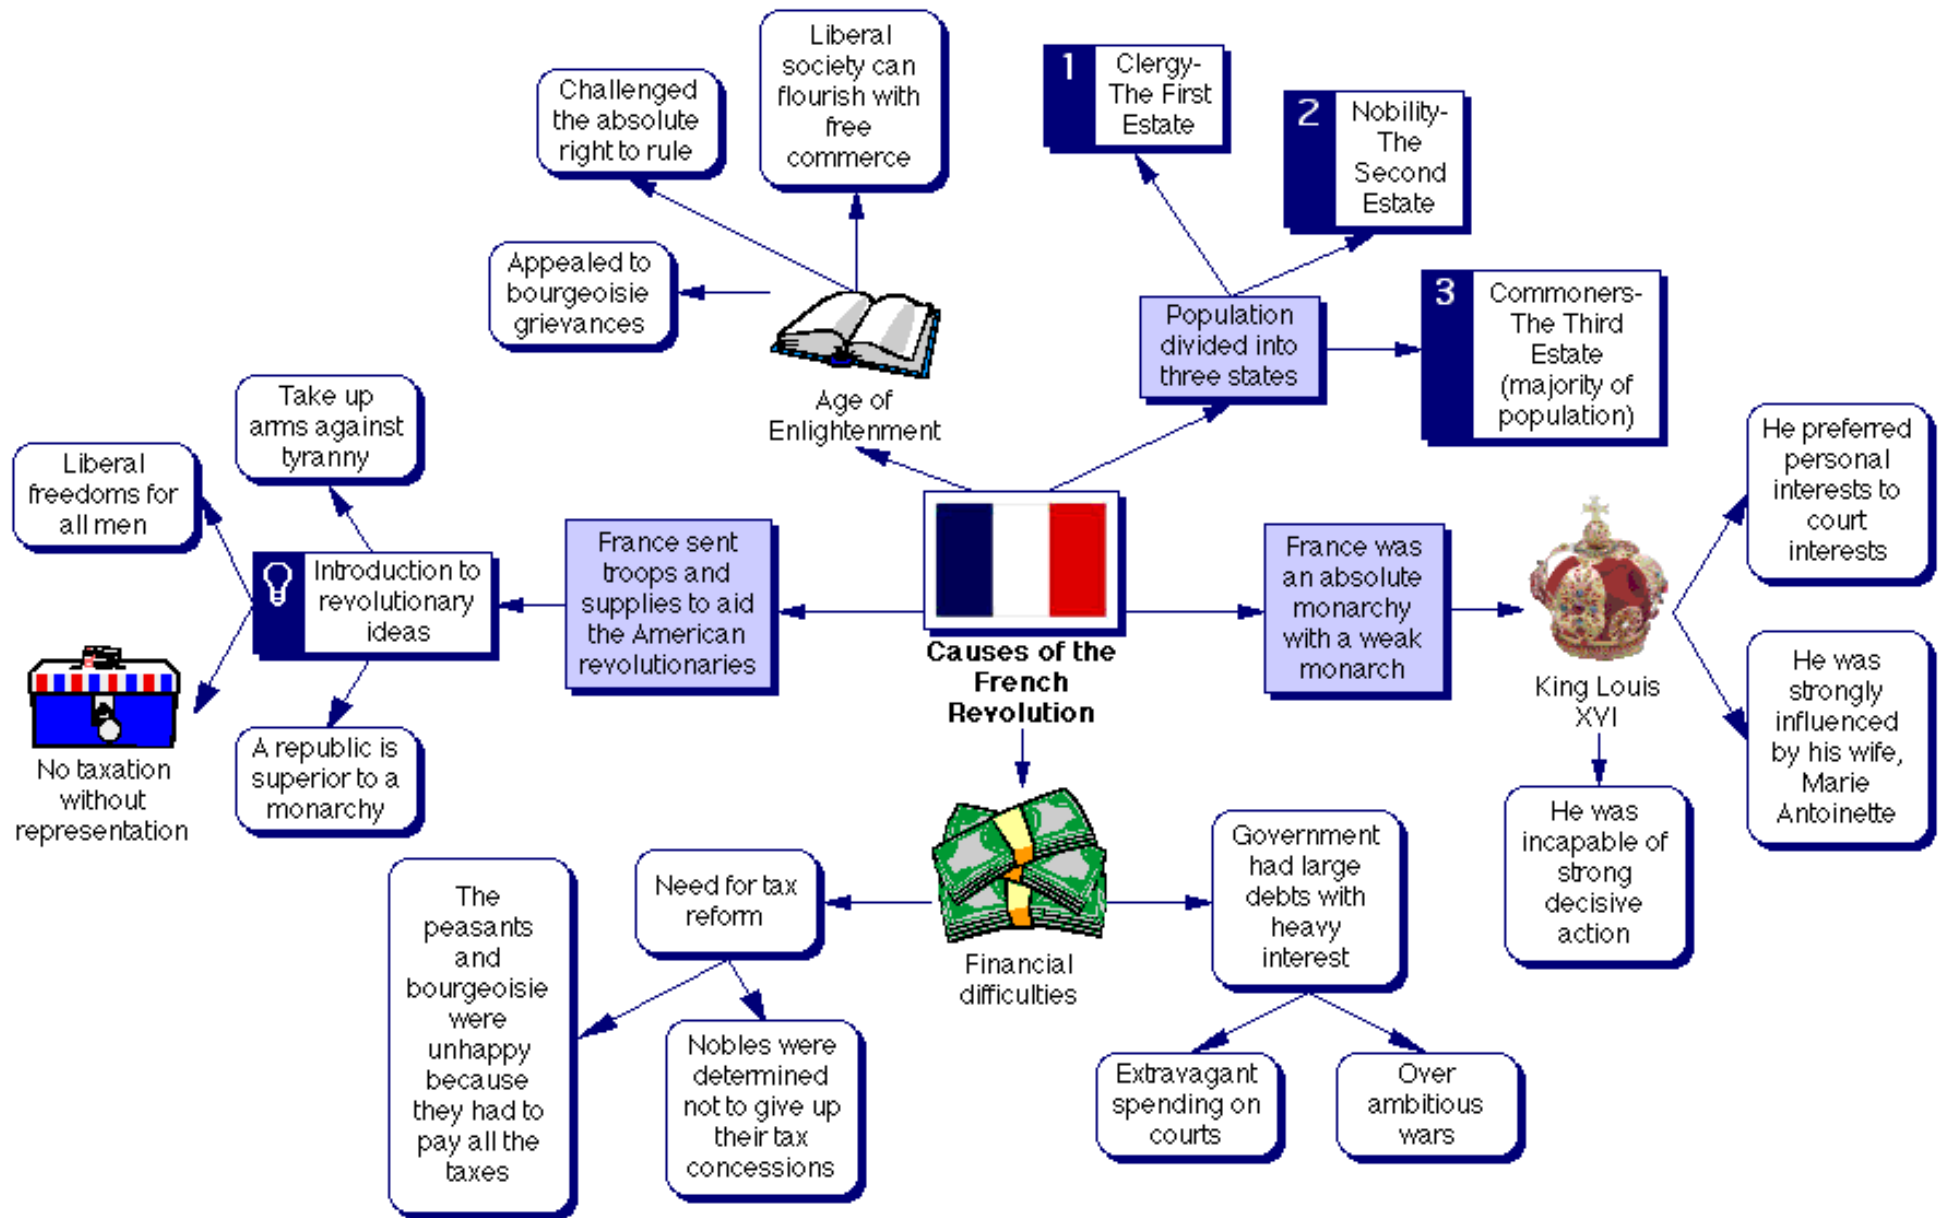 Liberal
society can
flourish with
free
commerce
Challenged
the absolute
right to rule
Appealed to
bourgeoisie
grievances
Age of
Enlightenment
1
Clergy-
The First
Estate
2
Nobility-
The
Second
Estate
3
Commoners-
The Third
Estate
(majority of
population)
Population
divided into
three states
Take up
arms against
tyranny
Liberal
freedoms for
all men
Introduction to
revolutionary
ideas
No taxation
without
representation
A republic is
superior to a
monarchy
France sent
troops and
supplies to aid
the American
revolutionaries
Causes of the
French
Revolution
France was
an absolute
monarchy
with a weak
monarch
King Louis
XVI
He preferred
personal
interests to
court
interests
He was
strongly
influenced
by his wife,
Marie
Antoinette
He was
incapable of
strong
decisive
action
Financial
difficulties
Need for tax
reform
The
peasants
and
bourgeoisie
were
unhappy
because
they had to
pay all the
taxes
Nobles were
determined
not to give up
their tax
concessions
Government
had large
debts with
heavy
interest
Extravagant
spending on
courts
Over
ambitious
wars